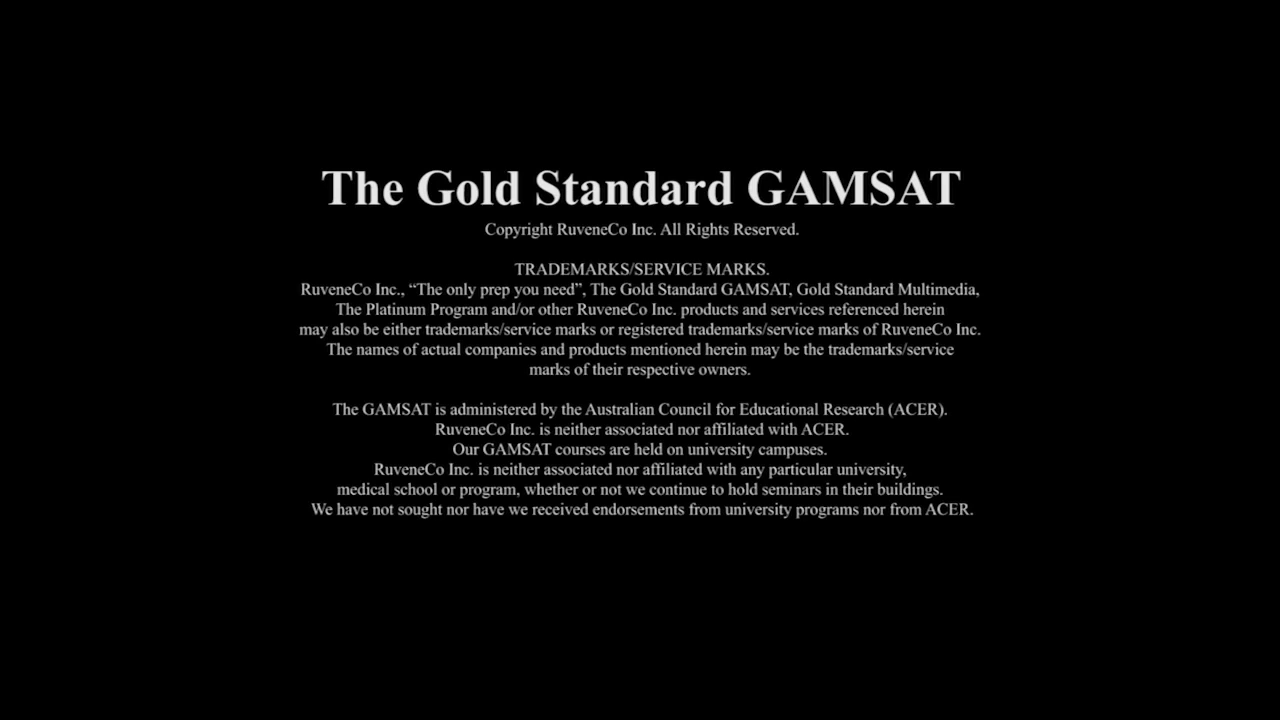 The Gold Standard GAMSAT
Copyright RuveneCo Inc. All Rights Reserved.
TRADEMARKS/SERVICE MARKS.
RuveneCo Inc., “The only prep you need”, The Gold Standard GAMSAT, Gold Standard Multimedia,
The Platinum Program and/or other RuveneCo Inc. products and services referenced herein
may also be either trademarks/service marks or registered trademarks/service marks of RuveneCo Inc.
The names of actual companies and products mentioned herein may be the trademarks/service
marks of their respective owners.
The GAMSAT is administered by the Australian Council for Educational Research (ACER).
RuveneCo Inc. is neither associated nor affiliated with ACER.
Our GAMSAT courses are held on university campuses.
RuveneCo Inc. is neither associated nor affiliated with any particular university,
medical school or program, whether or not we continue to hold seminars in their buildings.
We have not sought nor have we received endorsements from university programs nor from ACER.